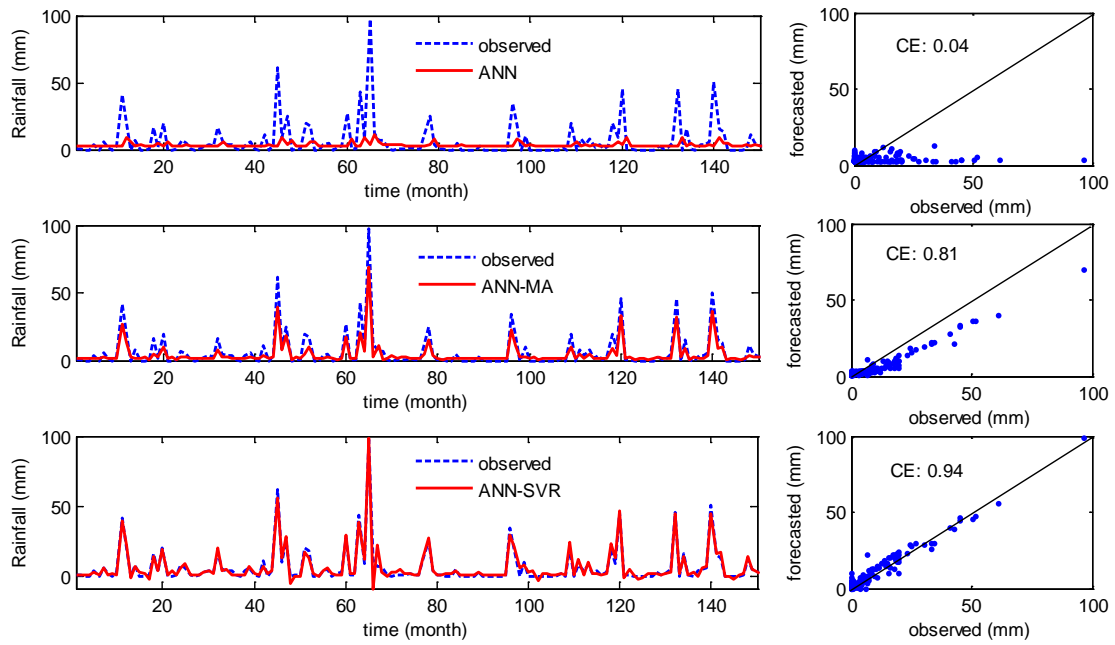 100
50
0
Rainfall (mm)
observed
ANN
20 40 60 80 100 120 140
time (month)
100
50
0
forecasted (mm)
CE: 0.04
0 50 100
observed (mm)
100
50
0
Rainfall (mm)
observed
ANN-MA
20 40 60 80 100 120 140
time (month)
100
50
0
forecasted (mm)
CE: 0.81
0 50 100
observed (mm)
100
50
0
Rainfall (mm)
observed
ANN-SVR
20 40 60 80 100 120 140
time (month)
100
50
0
forecasted (mm)
CE: 0.94
0 50 100
observed (mm)